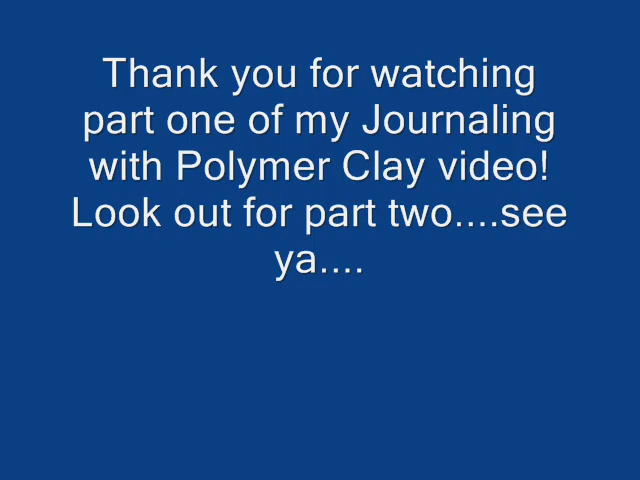 Thank you for watching
part one of my Journaling
with Polymer Clay video!
Look out for part two....see
ya....